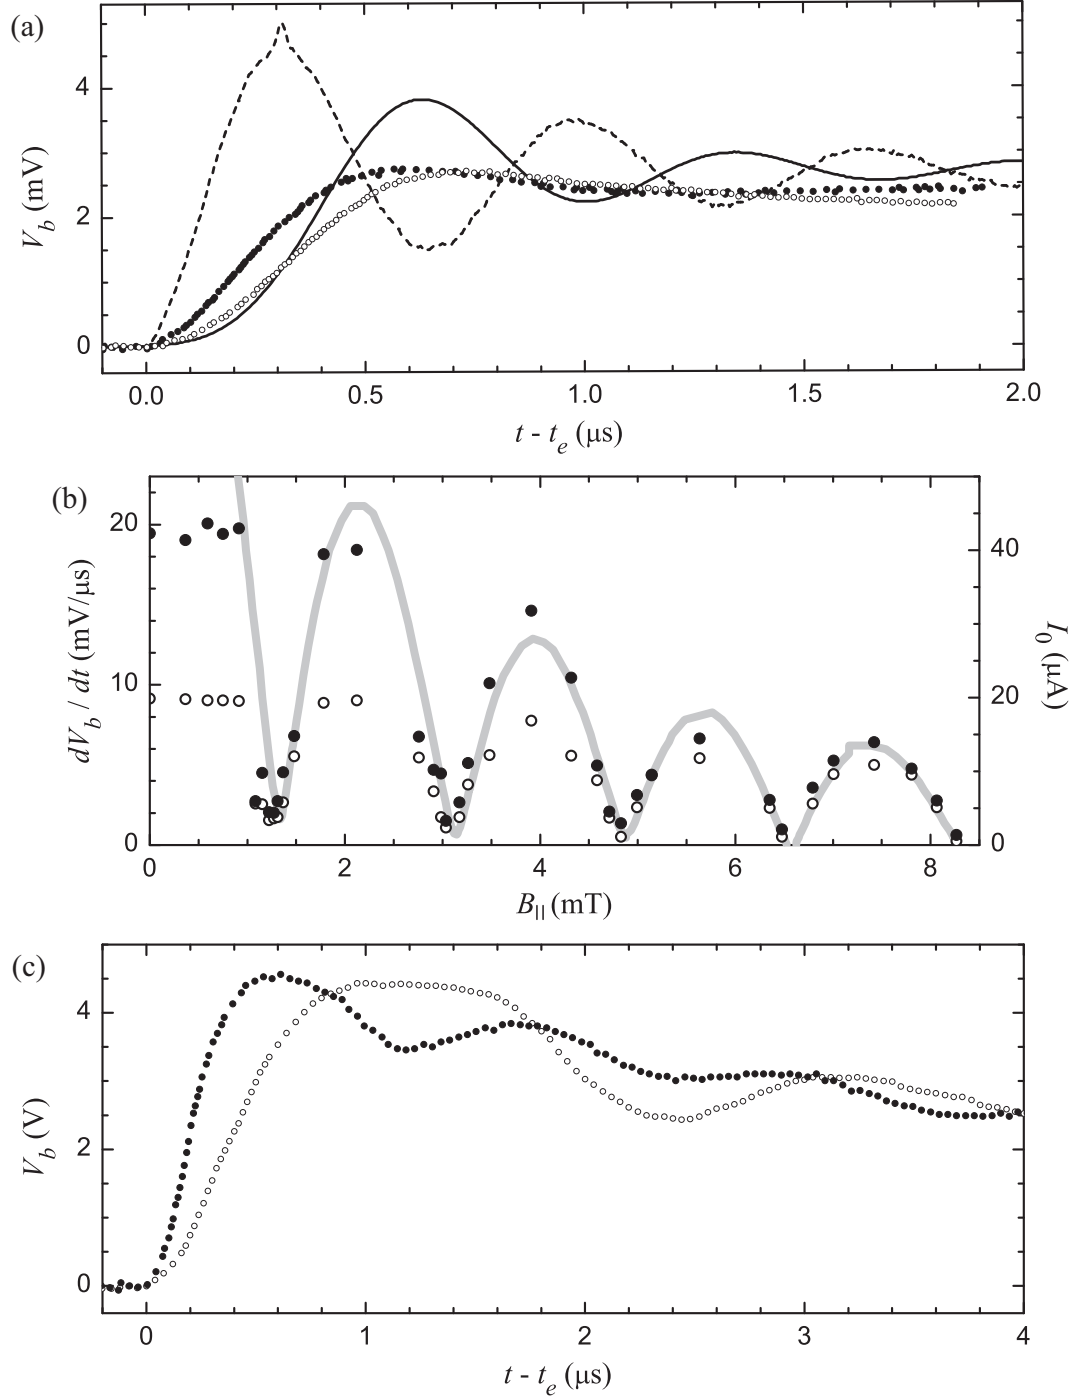 (a)
4
2
0
V_b (mV)
0.0 0.5 1.0 1.5 2.0
t - t_e (μs)
(b)
20
10
0
dV_b / dt (mV/μs)
40
20
0
I_0 (μA)
0 2 4 6 8
B_|| (mT)
(c)
4
2
0
V_b (V)
0 1 2 3 4
t - t_e (μs)